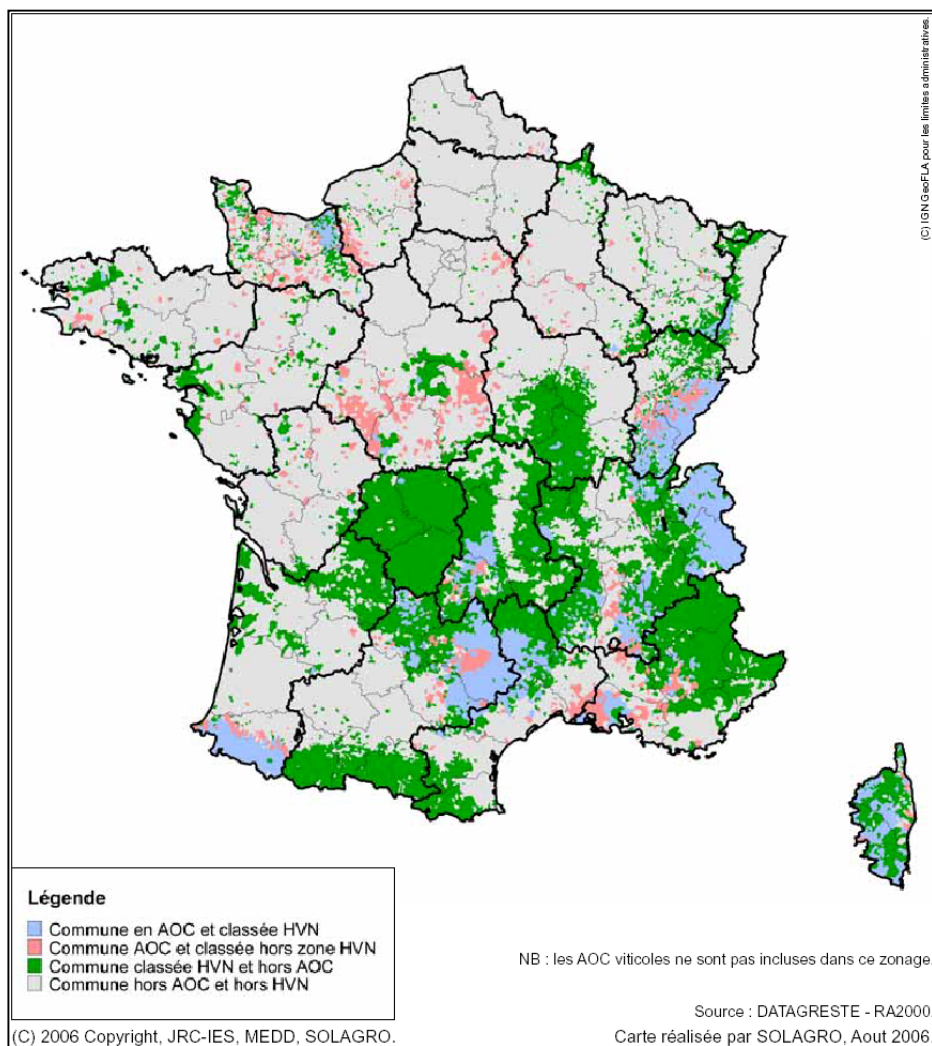 (C) IGN GeoFLA pour les limites administratives.
Légende
Commune en AOC et classée HVN
Commune AOC et classée hors zone HVN
Commune classée HVN et hors AOC
Commune hors AOC et hors HVN
NB : les AOC viticoles ne sont pas incluses dans ce zonage.
Source : DATAGRESTE - RA2000.
(C) 2006 Copyright, JRC-IES, MEDD, SOLAGRO.
Carte réalisée par SOLAGRO, Aout 2006.